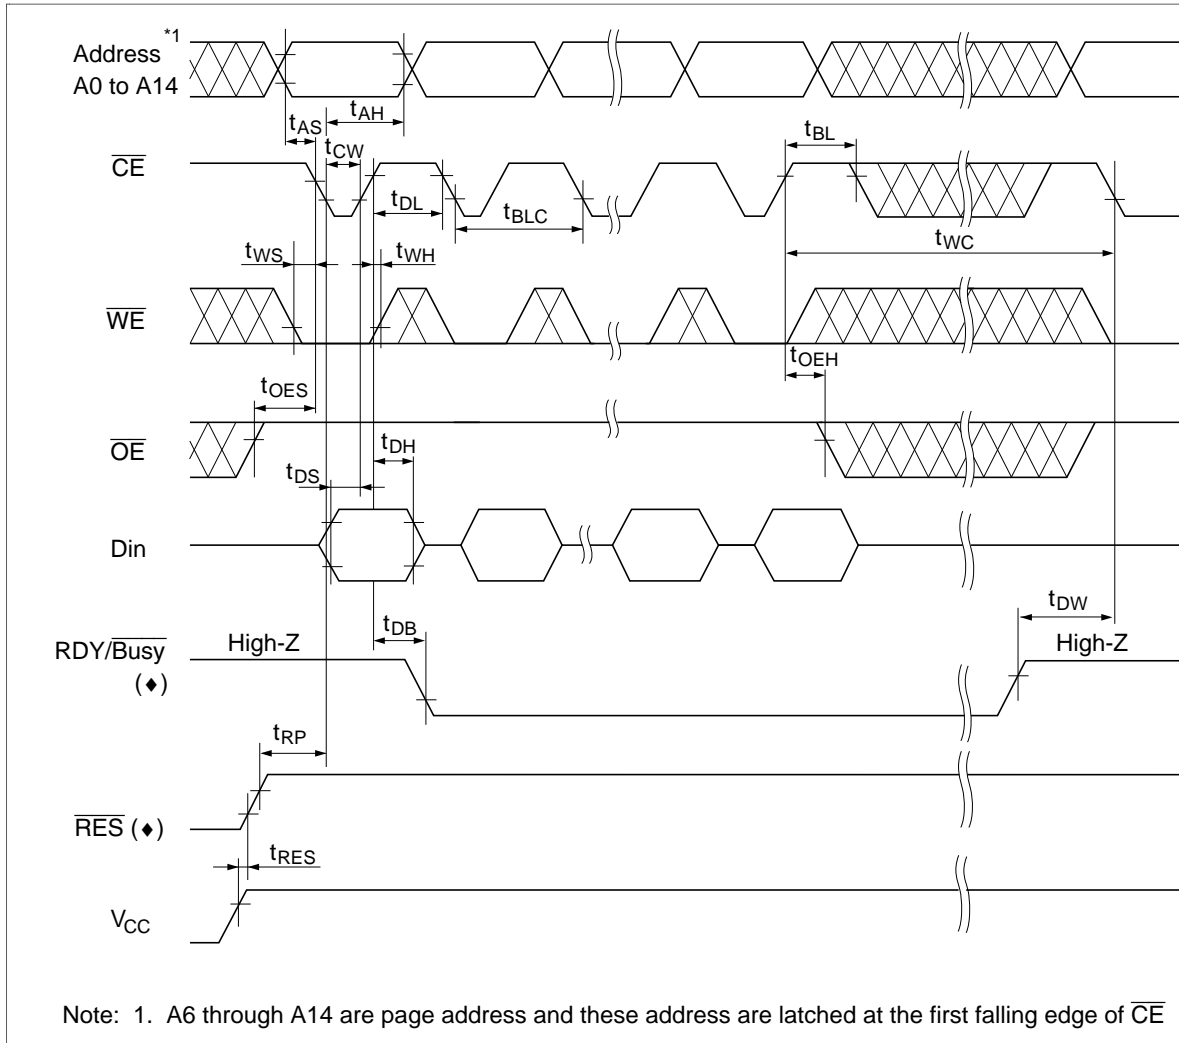 Address *1
A0 to A14
tAH
tAS
tCW
tBL
CE
tDL
tBLC
tWC
tWS
tWH
WE
tOEH
tOES
OE
tDH
tDS
Din
tDW
tDB
RDY/Busy
High-Z
High-Z
(♦)
tRP
RES (♦)
tRES
VCC
Note: 1. A6 through A14 are page address and these address are latched at the first falling edge of CE